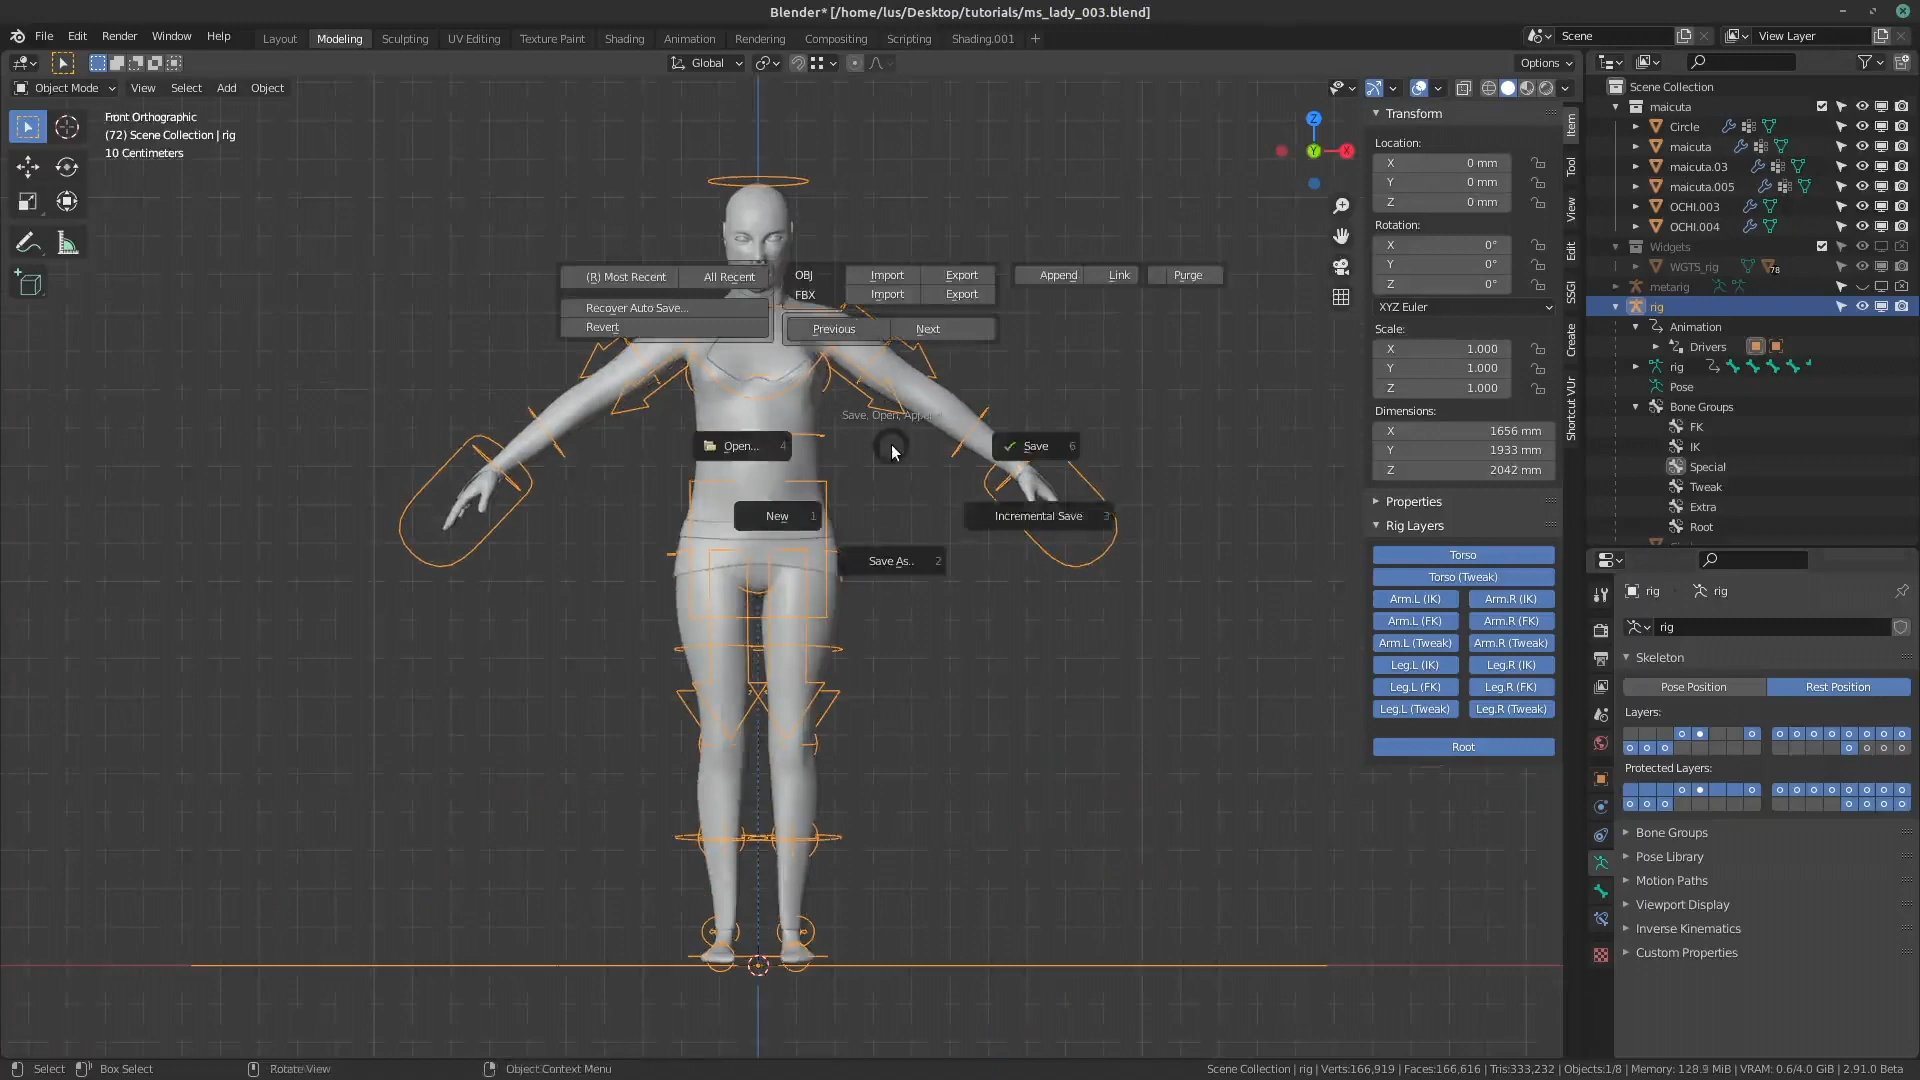 Blender* [/home/lus/Desktop/tutorials/ms_lady_003.blend]
File Edit Render Window Help
Layout Modeling Sculpting UV Editing Texture Paint Shading Animation Rendering Compositing Scripting Shading.001 +
Scene
View Layer
Global
Options
Object Mode View Select Add Object
Front Orthographic
(72) Scene Collection | rig
10 Centimeters
Z
Y
X
(R) Most Recent All Recent
OBJ Import Export
FBX Import Export
Append Link Purge
Recover Auto Save...
Revert
Previous Next
Save, Open, Append
Open... 4
Save 6
New 1
Incremental Save 3
Save As.. 2
Transform
Location:
X 0 mm
Y 0 mm
Z 0 mm
Rotation:
X 0°
Y 0°
Z 0°
XYZ Euler
Scale:
X 1.000
Y 1.000
Z 1.000
Dimensions:
X 1656 mm
Y 1933 mm
Z 2042 mm
Properties
Rig Layers
Torso
Torso (Tweak)
Arm.L (IK) Arm.R (IK)
Arm.L (FK) Arm.R (FK)
Arm.L (Tweak) Arm.R (Tweak)
Leg.L (IK) Leg.R (IK)
Leg.L (FK) Leg.R (FK)
Leg.L (Tweak) Leg.R (Tweak)
Root
Item
Tool
View
Edit
SSGI
Create
Shortcut VUr
Scene Collection
maicuta
Circle
maicuta
maicuta.03
maicuta.005
OCHI.003
OCHI.004
Widgets
WGTS_rig 78
metarig
rig
Animation
Drivers
rig
Pose
Bone Groups
FK
IK
Special
Tweak
Extra
Root
rig rig
rig
Skeleton
Pose Position Rest Position
Layers:
Protected Layers:
Bone Groups
Pose Library
Motion Paths
Viewport Display
Inverse Kinematics
Custom Properties
Select Box Select Rotate View Object Context Menu
Scene Collection | rig | Verts:166,919 | Faces:166,616 | Tris:333,232 | Objects:1/8 | Memory: 128.9 MiB | VRAM: 0.6/4.0 GiB | 2.91.0 Beta